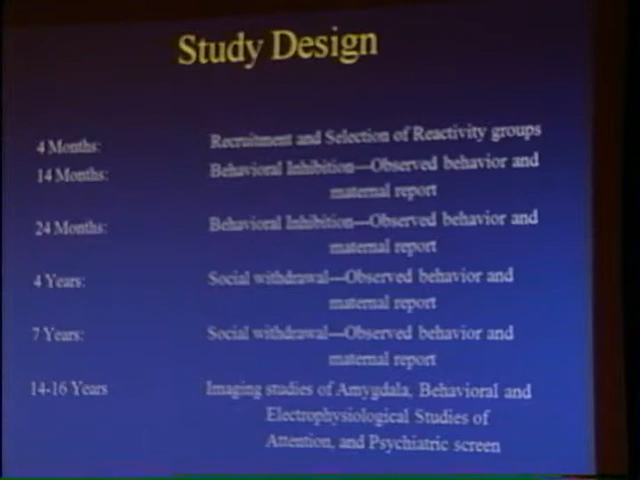 Study Design
4 Months: Recruitment and Selection of Reactivity groups
14 Months: Behavioral Inhibition—Observed behavior and
maternal report
24 Months: Behavioral Inhibition—Observed behavior and
maternal report
4 Years: Social withdrawal—Observed behavior and
maternal report
7 Years: Social withdrawal—Observed behavior and
maternal report
14-16 Years Imaging studies of Amygdala, Behavioral and
Electrophysiological Studies of
Attention, and Psychiatric screen